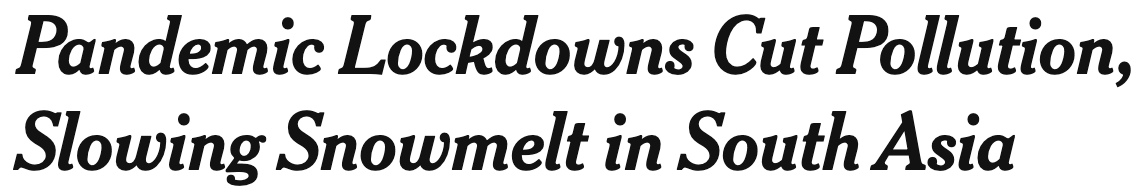 Pandemic Lockdowns Cut Pollution,
Slowing Snowmelt in South Asia